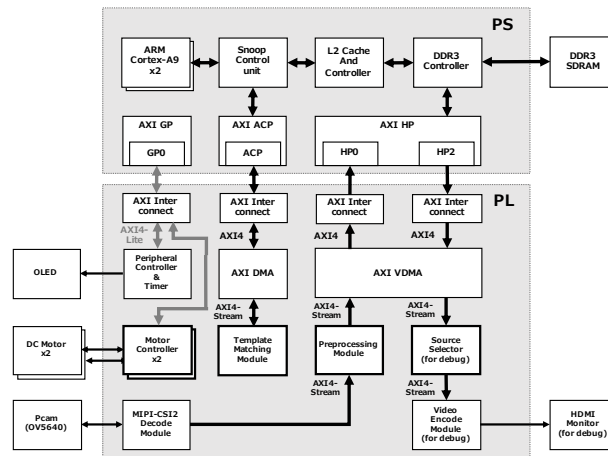 PS
ARM
Cortex-A9
x2
Snoop
Control
unit
L2 Cache
And
Controller
DDR3
Controller
DDR3
SDRAM
AXI GP
GP0
AXI ACP
ACP
AXI HP
HP0
HP2
PL
AXI Inter
connect
AXI Inter
connect
AXI Inter
connect
AXI Inter
connect
AXI4-
Lite
AXI4
AXI4
AXI4
OLED
Peripheral
Controller
&
Timer
AXI DMA
AXI VDMA
AXI4-
Stream
AXI4-
Stream
AXI4-
Stream
DC Motor
x2
Motor
Controller
x2
Template
Matching
Module
Preprocessing
Module
Source
Selector
(for debug)
AXI4-
Stream
AXI4-
Stream
Pcam
(OV5640)
MIPI-CSI2
Decode
Module
Video
Encode
Module
(for debug)
HDMI
Monitor
(for debug)